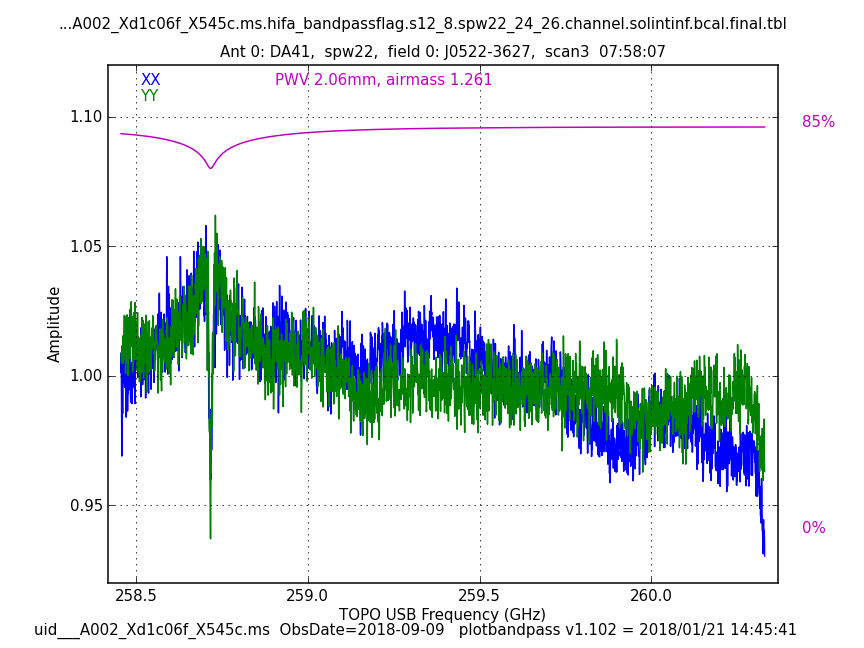 ...A002_Xd1c06f_X545c.ms.hifa_bandpassflag.s12_8.spw22_24_26.channel.solintinf.bcal.final.tbl
Ant 0: DA41,  spw22,  field 0: J0522-3627,  scan3  07:58:07
XX
PWV 2.06mm, airmass 1.261
YY
1.10
85%
1.05
Amplitude
1.00
0.95
0%
258.5
259.0
259.5
260.0
TOPO USB Frequency (GHz)
uid___A002_Xd1c06f_X545c.ms  ObsDate=2018-09-09   plotbandpass v1.102 = 2018/01/21 14:45:41